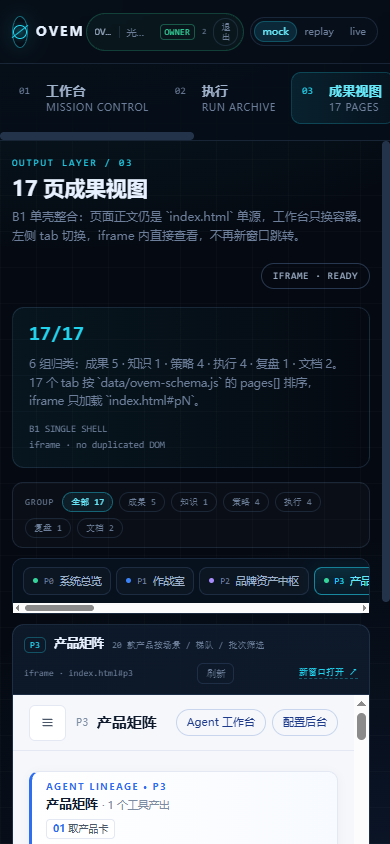 OVEM
OV… 光… OWNER 2 退出
mock replay live
01 工作台
MISSION CONTROL
02 执行
RUN ARCHIVE
03 成果视图
17 PAGES
OUTPUT LAYER / 03
17 页成果视图
B1 单壳整合：页面正文仍是 `index.html` 单源，工作台只换容器。
左侧 tab 切换，iframe 内直接查看，不再新窗口跳转。
IFRAME · READY
17/17
6 组归类：成果 5 · 知识 1 · 策略 4 · 执行 4 · 复盘 1 · 文档 2。
17 个 tab 按 `data/ovem-schema.js` 的 pages[] 排序，
iframe 只加载 `index.html#pN`。
B1 SINGLE SHELL
iframe · no duplicated DOM
GROUP 全部 17 成果 5 知识 1 策略 4 执行 4
复盘 1 文档 2
P0 系统总览 P1 作战室 P2 品牌资产中枢 P3 产品
P3 产品矩阵 20 款产品按场景 / 梯队 / 批次筛选
iframe · index.html#p3 刷新 新窗口打开 ↗
P3 产品矩阵 Agent 工作台 配置后台
AGENT LINEAGE • P3
产品矩阵 · 1 个工具产出
01 取产品卡